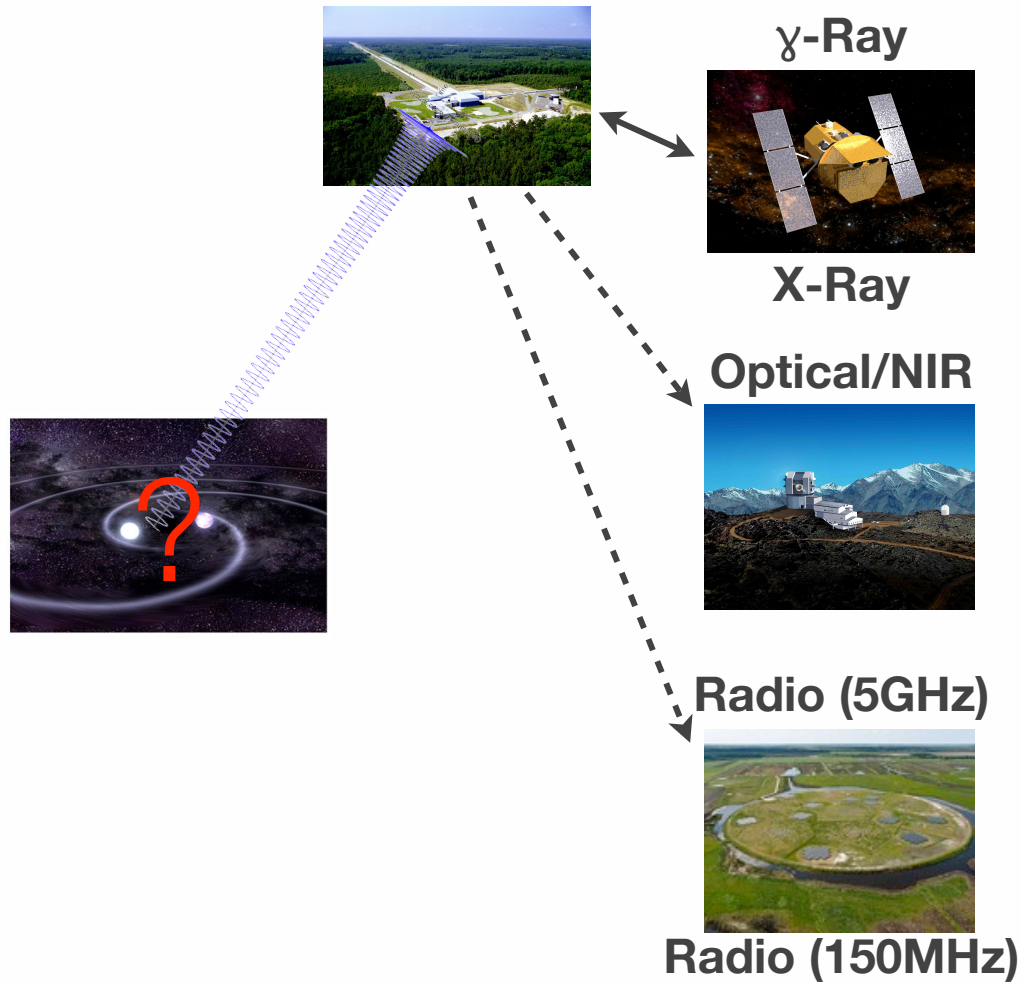 γ-Ray
X-Ray
Optical/NIR
?
Radio (5GHz)
Radio (150MHz)